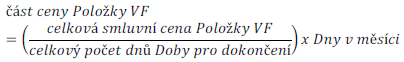 část ceny Položky VF
= (celková smluvní cena Položky VF / celkový počet dnů Doby pro dokončení) x Dny v měsíci